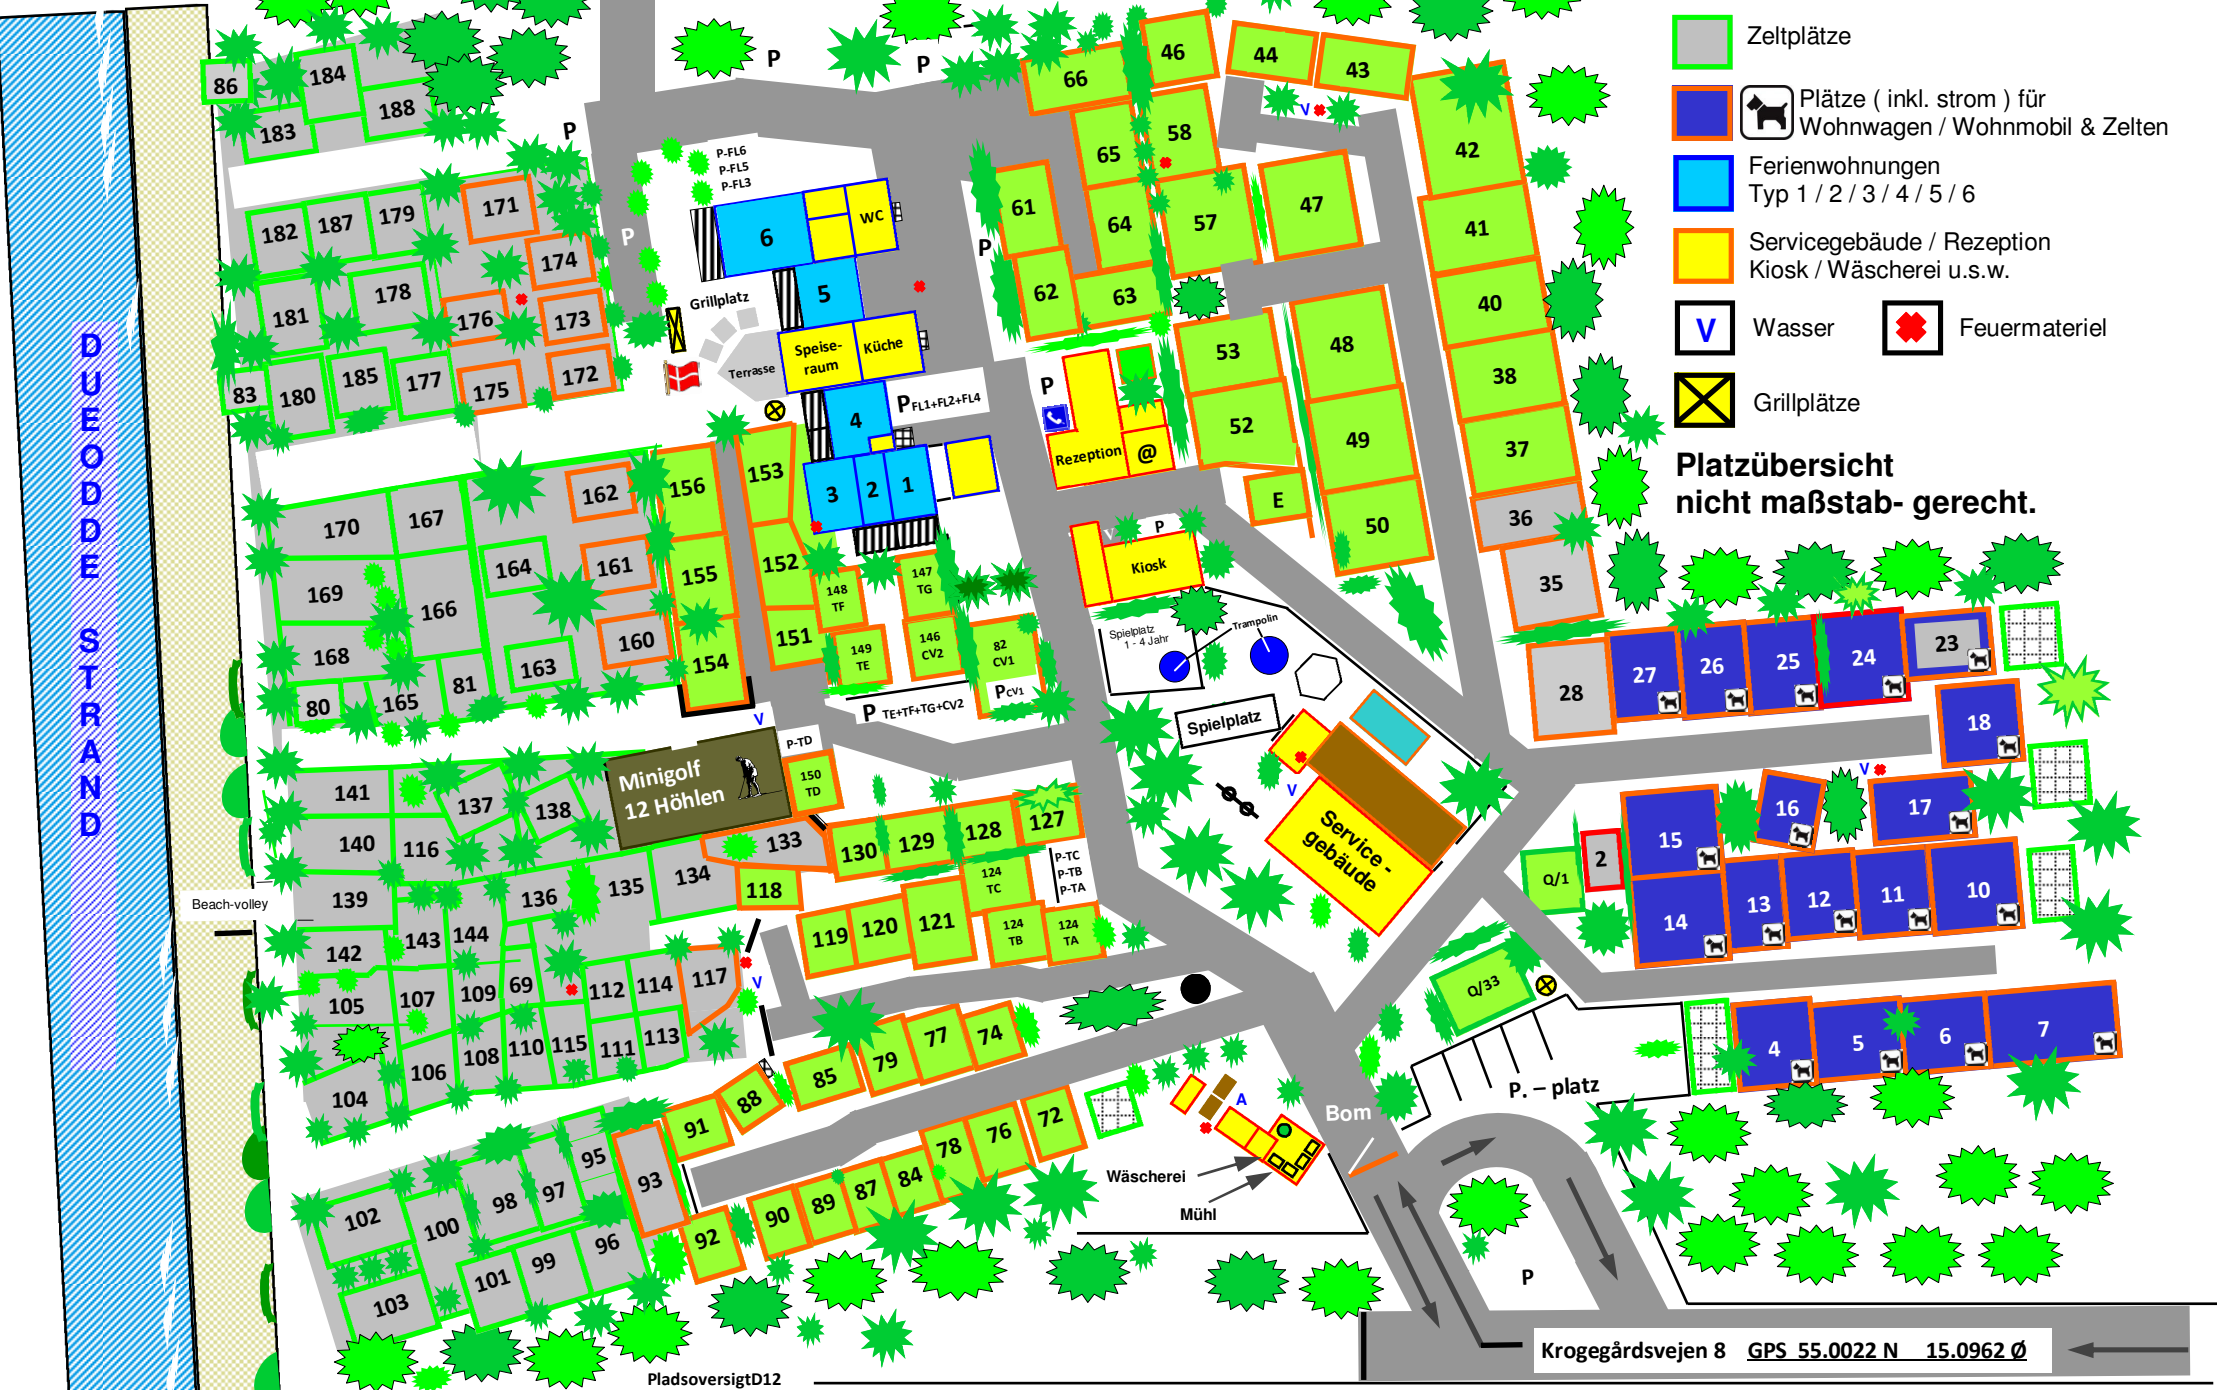 Zeltplätze
Plätze ( inkl. strom ) für
Wohnwagen / Wohnmobil & Zelten
Ferienwohnungen
Typ 1 / 2 / 3 / 4 / 5 / 6
Servicegebäude / Rezeption
Kiosk / Wäscherei u.s.w.
V Wasser
Feuermateriel
Grillplätze
Platzübersicht
nicht maßstab- gerecht.
DUEODDE STRAND
Beach-volley
86
184
183
188
182
187
179
171
174
181
178
176
173
83
180
185
177
175
172
170
167
162
156
153
169
166
164
161
155
152
168
163
160
154
151
80
165
81
141
137
138
140
116
139
136
135
134
133
118
142
143
144
105
107
109
69
112
114
117
104
106
108
110
115
111
113
102
100
98
97
95
93
91
88
103
101
99
96
92
P
P
P
P
P-FL6
P-FL5
P-FL3
6
WC
5
Grillplatz
Speise-
raum
Küche
Terrasse
4
P FL1+FL2+FL4
3
2
1
148
TF
147
TG
149
TE
146
CV2
82
CV1
P CV1
P TE+TF+TG+CV2
V
P-TD
Minigolf
12 Höhlen
150
TD
130
129
128
127
124
TC
P-TC
P-TB
P-TA
119
120
121
124
TB
124
TA
V
85
79
77
74
90
89
87
84
78
76
72
66
46
44
43
V
65
58
42
61
64
57
47
41
P
62
63
40
53
48
38
P
52
49
37
Rezeption
@
E
50
36
35
V
P
Kiosk
Spielplatz
1 - 4 Jahr
Trampolin
Spielplatz
V
Service -
gebäude
28
27
26
25
24
23
18
V
15
16
17
Q/1
2
14
13
12
11
10
Q/33
4
5
6
7
P. – platz
Bom
A
Wäscherei
Mühl
P
Krogegårdsvejen 8 GPS 55.0022 N 15.0962 Ø
PladsoversigtD12